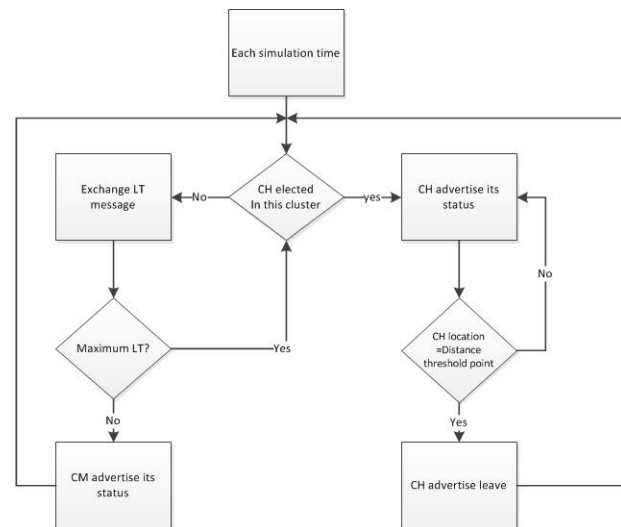 Each simulation time
Exchange LT
message
No
CH elected
In this cluster
yes
CH advertise its
status
No
Maximum LT?
Yes
CH location
=Distance
threshold point
No
Yes
CM advertise its
status
CH advertise leave